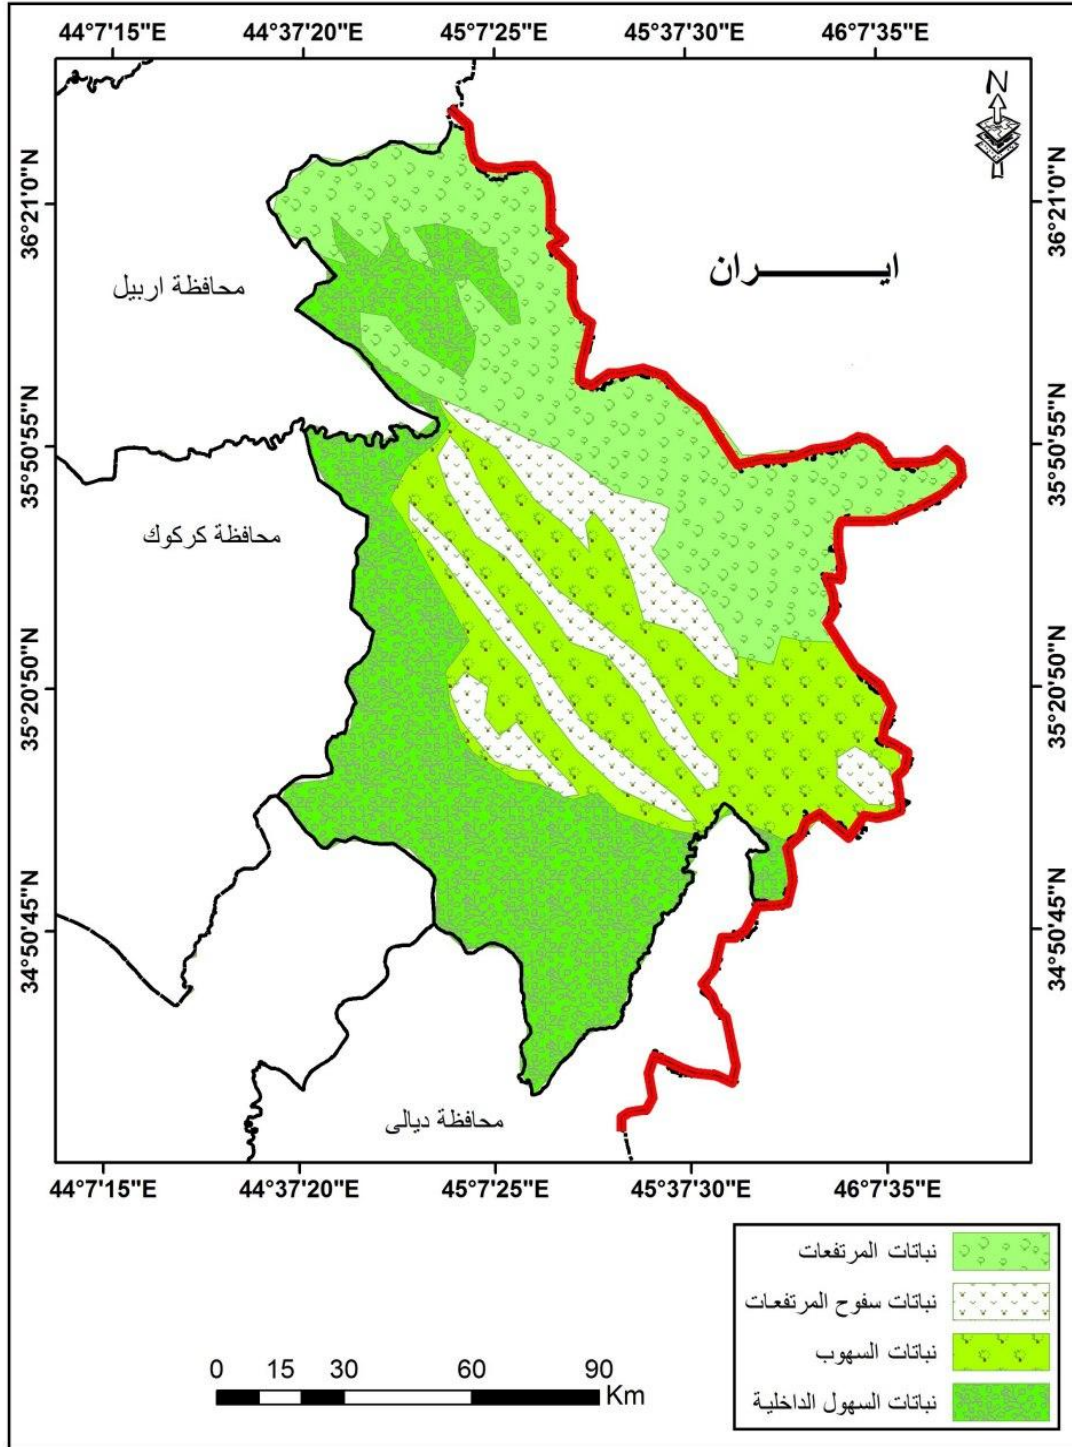 44°7'15"E 44°37'20"E 45°7'25"E 45°37'30"E 46°7'35"E
N
36°21'0"N
36°21'0"N
ايـــــــــران
محافظة اربيل
35°50'55"N
35°50'55"N
محافظة كركوك
35°20'50"N
35°20'50"N
34°50'45"N
34°50'45"N
محافظة ديالى
44°7'15"E 44°37'20"E 45°7'25"E 45°37'30"E 46°7'35"E
نباتات المرتفعات
نباتات سفوح المرتفعات
نباتات السهوب
نباتات السهول الداخلية
0 15 30 60 90
Km